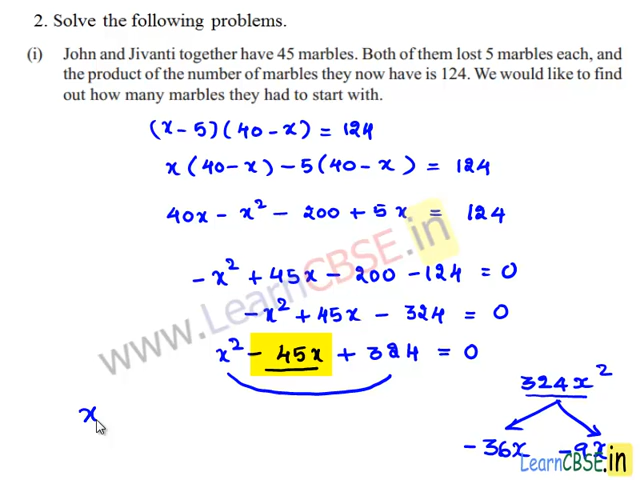 2. Solve the following problems.
(i) John and Jivanti together have 45 marbles. Both of them lost 5 marbles each, and
the product of the number of marbles they now have is 124. We would like to find
out how many marbles they had to start with.
(x - 5) (40 - x) = 124
x (40 - x) - 5 (40 - x) = 124
40x - x² - 200 + 5x = 124
- x² + 45x - 200 - 124 = 0
- x² + 45x - 324 = 0
x² - 45x + 324 = 0
324x²
x
- 36x - 9x
www.LearnCBSE.in
LearnCBSE.in